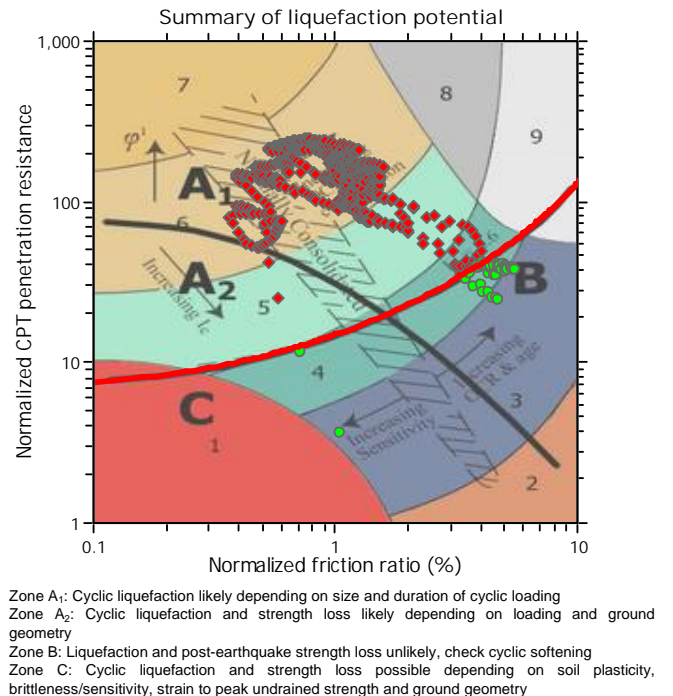 Summary of liquefaction potential
1,000
7
8
9
φ'
Normally Consolidated
A1
100
6
6
Increasing Ic
A2
5
B
Normalized CPT penetration resistance
10
4
Increasing
OCR & age
C
1
Increasing
Sensitivity
3
2
1
0.1
1
10
Normalized friction ratio (%)
Zone A1: Cyclic liquefaction likely depending on size and duration of cyclic loading
Zone A2: Cyclic liquefaction and strength loss likely depending on loading and ground
geometry
Zone B: Liquefaction and post-earthquake strength loss unlikely, check cyclic softening
Zone C: Cyclic liquefaction and strength loss possible depending on soil plasticity,
brittleness/sensitivity, strain to peak undrained strength and ground geometry